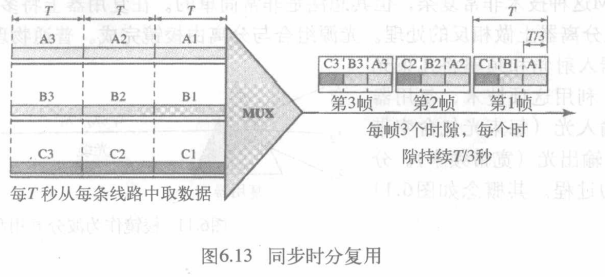 T T T
A3 A2 A1
B3 B2 B1
C3 C2 C1
MUX
每T秒从每条线路中取数据
T
T/3
C3 B3 A3 C2 B2 A2 C1 B1 A1
第3帧 第2帧 第1帧
每帧3个时隙，每个时
隙持续T/3秒
图6.13 同步时分复用